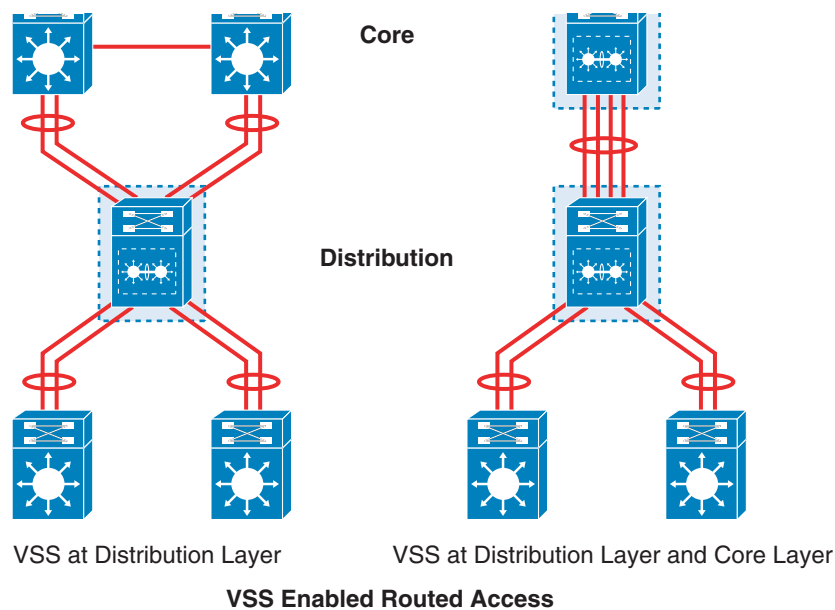 Core
Distribution
VSS at Distribution Layer
VSS at Distribution Layer and Core Layer
VSS Enabled Routed Access